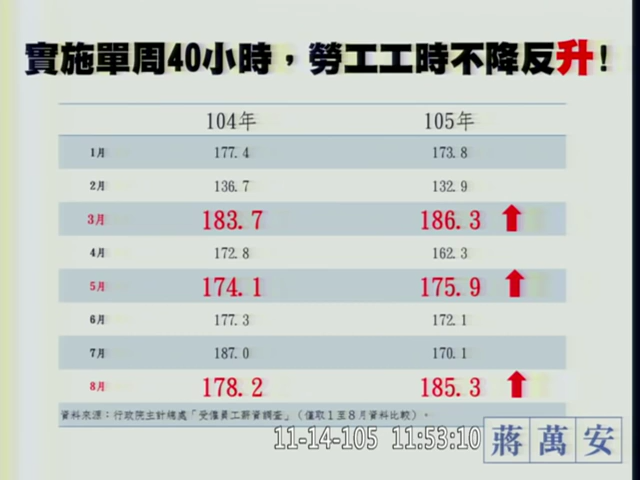 實施單周40小時，勞工工時不降反升！
104年 105年
1月 177.4 173.8
2月 136.7 132.9
3月 183.7 186.3
4月 172.8 162.3
5月 174.1 175.9
6月 177.3 172.1
7月 187.0 170.1
8月 178.2 185.3
資料來源：行政院主計總處「受僱員工薪資調查」（僅取1至8月資料比較）。
11-14-105 11:53:10
蔣萬安